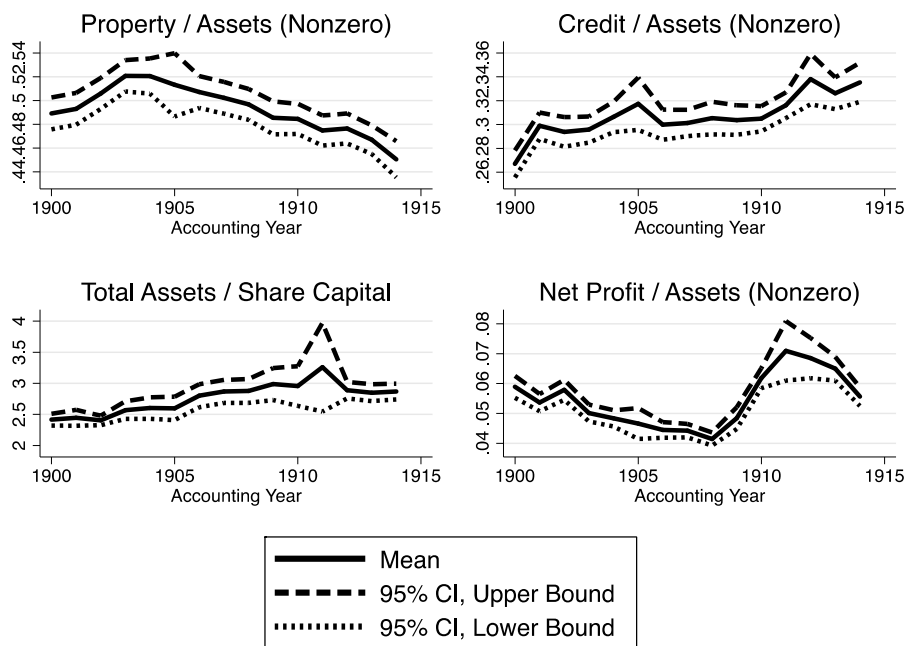 Property / Assets (Nonzero)
.44.46.48.5.52.54
1900 1905 1910 1915
Accounting Year
Credit / Assets (Nonzero)
.26.28.3.32.34.36
1900 1905 1910 1915
Accounting Year
Total Assets / Share Capital
2 2.5 3 3.5 4
1900 1905 1910 1915
Accounting Year
Net Profit / Assets (Nonzero)
.04.05.06.07.08
1900 1905 1910 1915
Accounting Year
Mean
95% CI, Upper Bound
95% CI, Lower Bound